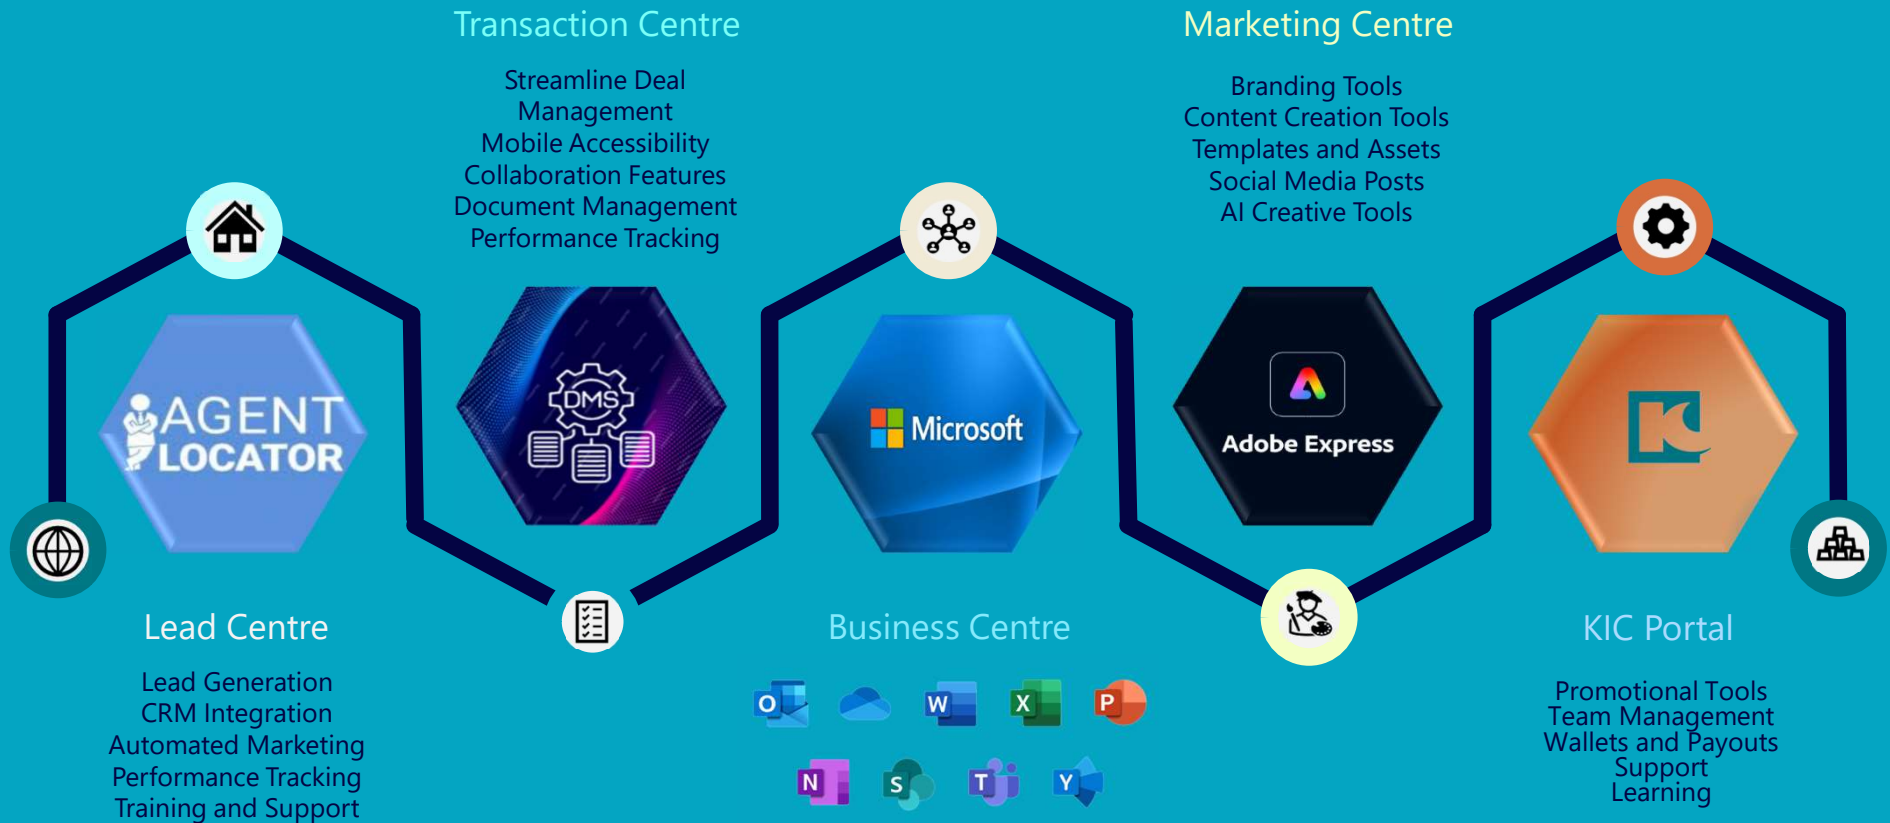 Transaction Centre
Streamline Deal
Management
Mobile Accessibility
Collaboration Features
Document Management
Performance Tracking
Marketing Centre
Branding Tools
Content Creation Tools
Templates and Assets
Social Media Posts
AI Creative Tools
AGENT
LOCATOR
DMS
Microsoft
Adobe Express
Lead Centre
Lead Generation
CRM Integration
Automated Marketing
Performance Tracking
Training and Support
Business Centre
O
W
X
P
N
S
T
Y
KIC Portal
Promotional Tools
Team Management
Wallets and Payouts
Support
Learning